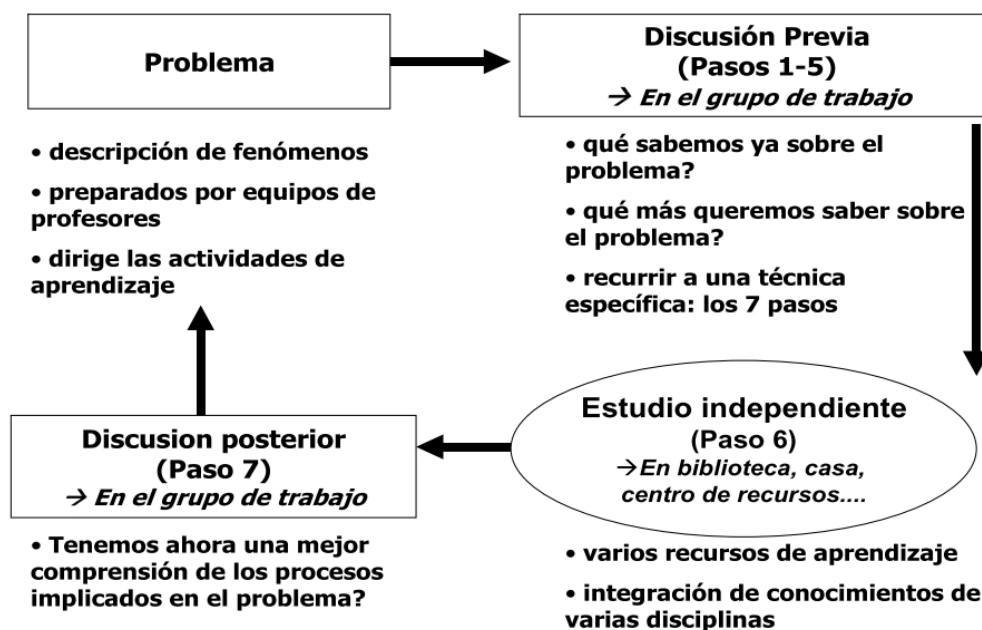 Problema
• descripción de fenómenos
• preparados por equipos de
profesores
• dirige las actividades de
aprendizaje
Discusión Previa
(Pasos 1-5)
→ En el grupo de trabajo
• qué sabemos ya sobre el
problema?
• qué más queremos saber sobre
el problema?
• recurrir a una técnica
específica: los 7 pasos
Estudio independiente
(Paso 6)
→En biblioteca, casa,
centro de recursos....
• varios recursos de aprendizaje
• integración de conocimientos de
varias disciplinas
Discusion posterior
(Paso 7)
→ En el grupo de trabajo
• Tenemos ahora una mejor
comprensión de los procesos
implicados en el problema?